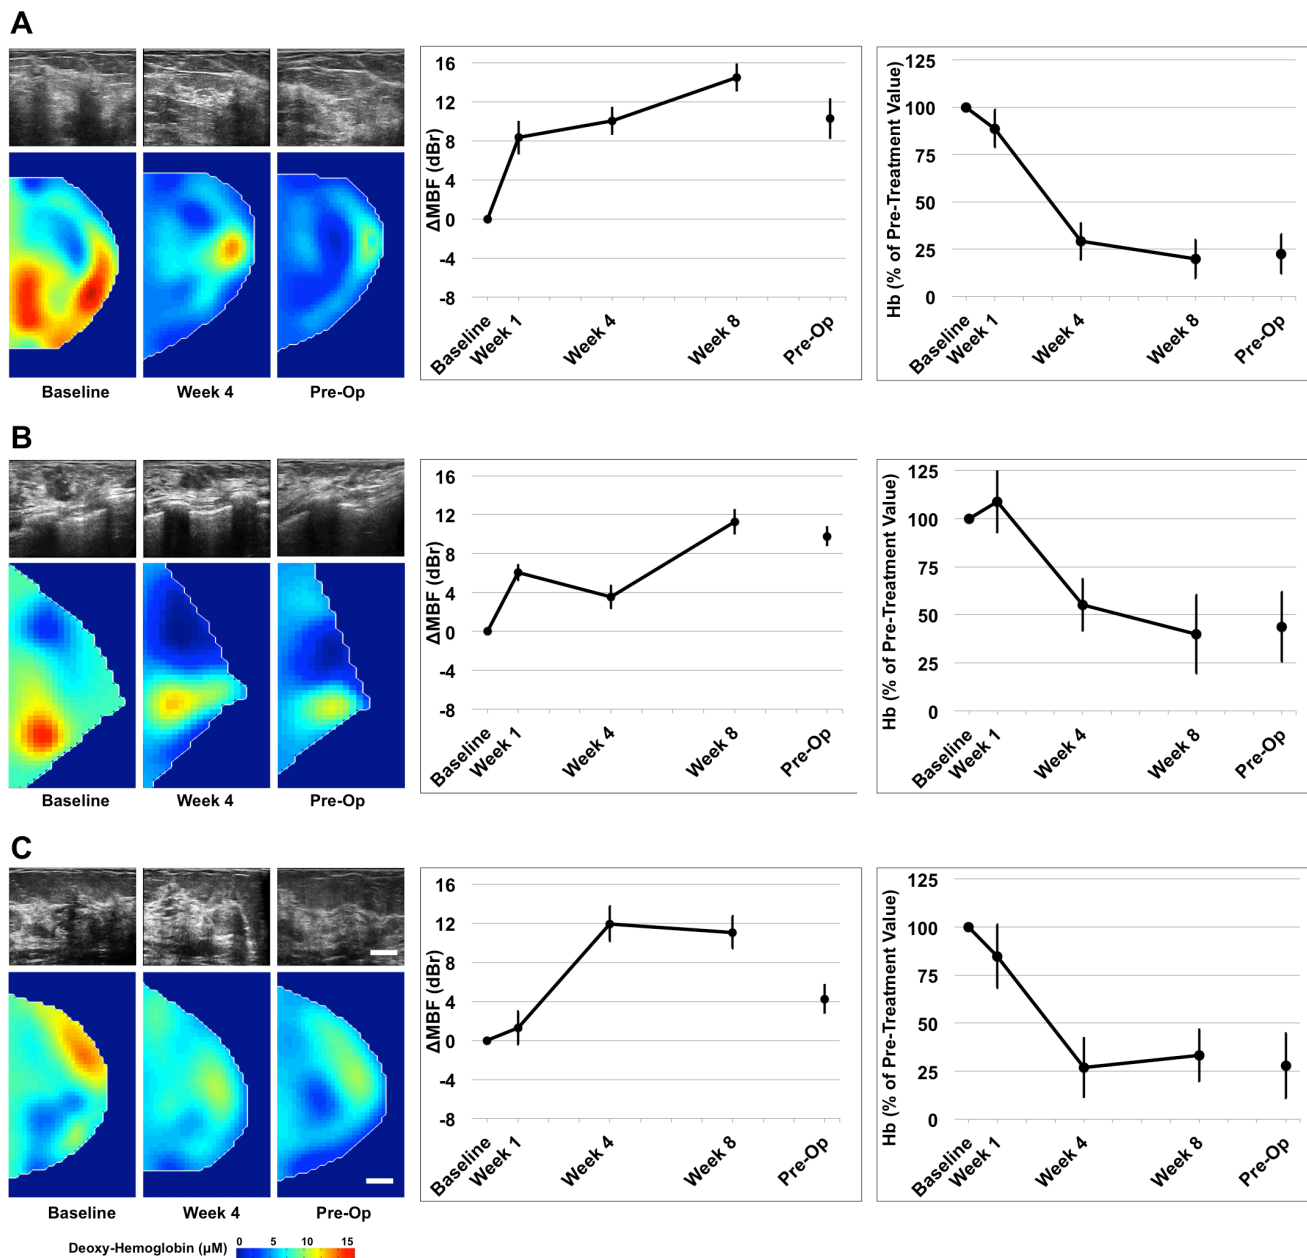 A
16
12
8
4
0
-4
-8
ΔMBF (dBr)
Baseline
Week 1
Week 4
Week 8
Pre-Op
125
100
75
50
25
0
Hb (% of Pre-Treatment Value)
Baseline
Week 1
Week 4
Week 8
Pre-Op
Baseline
Week 4
Pre-Op
B
16
12
8
4
0
-4
-8
ΔMBF (dBr)
Baseline
Week 1
Week 4
Week 8
Pre-Op
125
100
75
50
25
0
Hb (% of Pre-Treatment Value)
Baseline
Week 1
Week 4
Week 8
Pre-Op
Baseline
Week 4
Pre-Op
C
16
12
8
4
0
-4
-8
ΔMBF (dBr)
Baseline
Week 1
Week 4
Week 8
Pre-Op
125
100
75
50
25
0
Hb (% of Pre-Treatment Value)
Baseline
Week 1
Week 4
Week 8
Pre-Op
Baseline
Week 4
Pre-Op
Deoxy-Hemoglobin (μM) 0 5 10 15